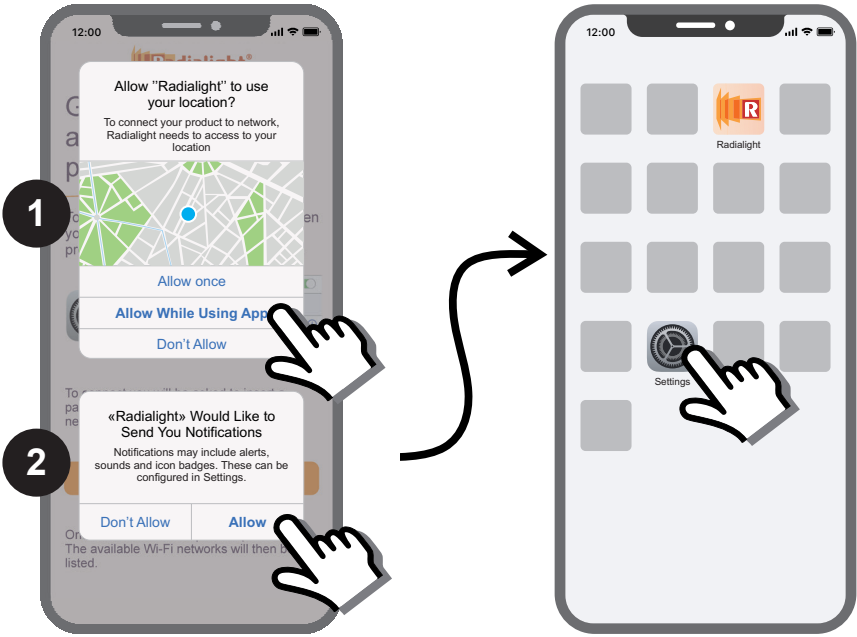 12:00
Radialight
Allow "Radialight" to use
your location?
To connect your product to network,
Radialight needs to access to your
location
1
Allow once
Allow While Using App
Don't Allow
«Radialight» Would Like to
Send You Notifications
Notifications may include alerts,
sounds and icon badges. These can be
configured in Settings.
2
Don't Allow
Allow
The available Wi-Fi networks will then
listed.
12:00
R
Radialight
Settings